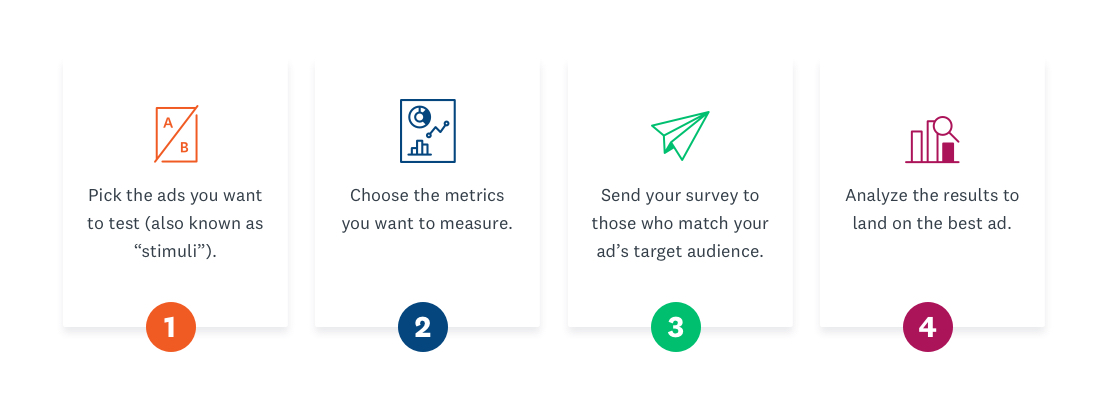 A
B
Pick the ads you want
to test (also known as
“stimuli”).
1
Choose the metrics
you want to measure.
2
Send your survey to
those who match your
ad’s target audience.
3
Analyze the results to
land on the best ad.
4